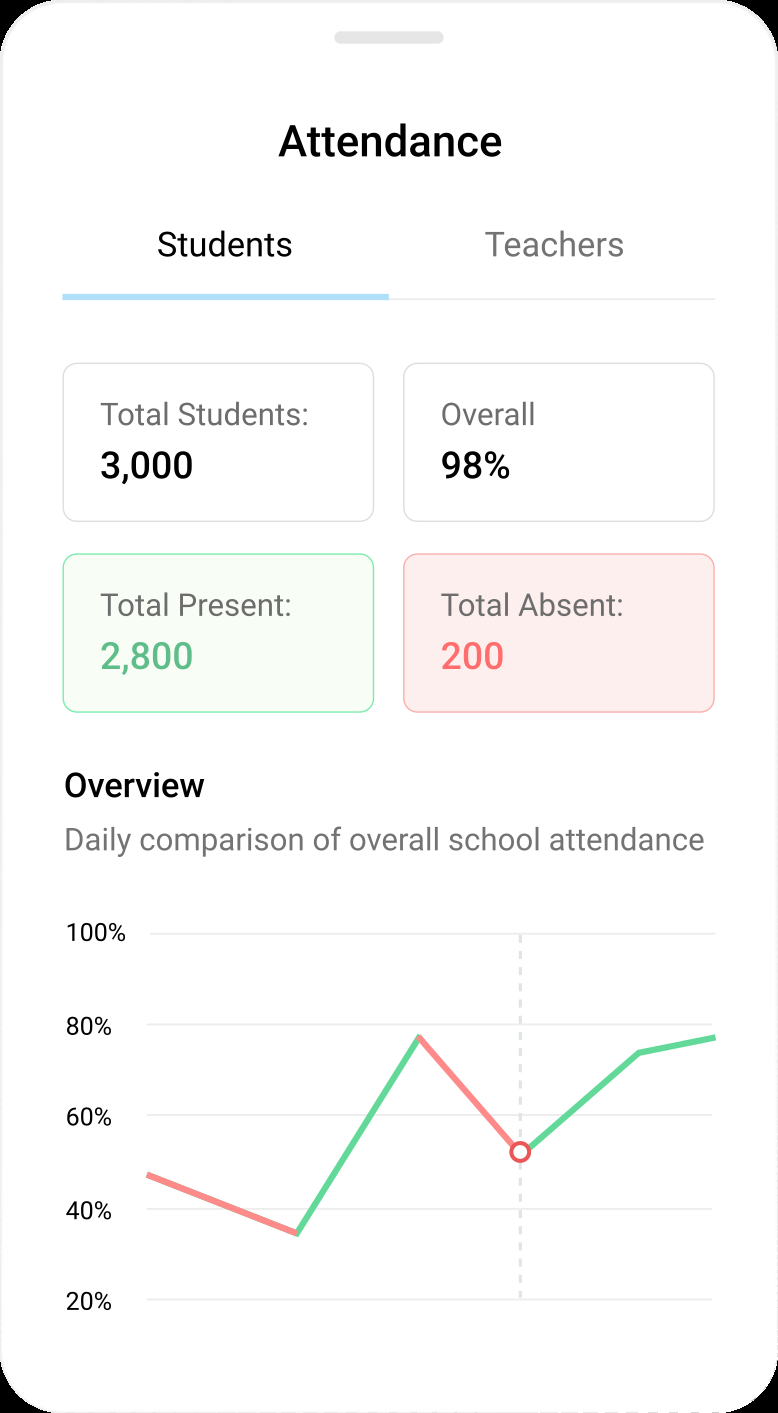 Attendance
Students
Teachers
Total Students:
3,000
Overall
98%
Total Present:
2,800
Total Absent:
200
Overview
Daily comparison of overall school attendance
100%
80%
60%
40%
20%